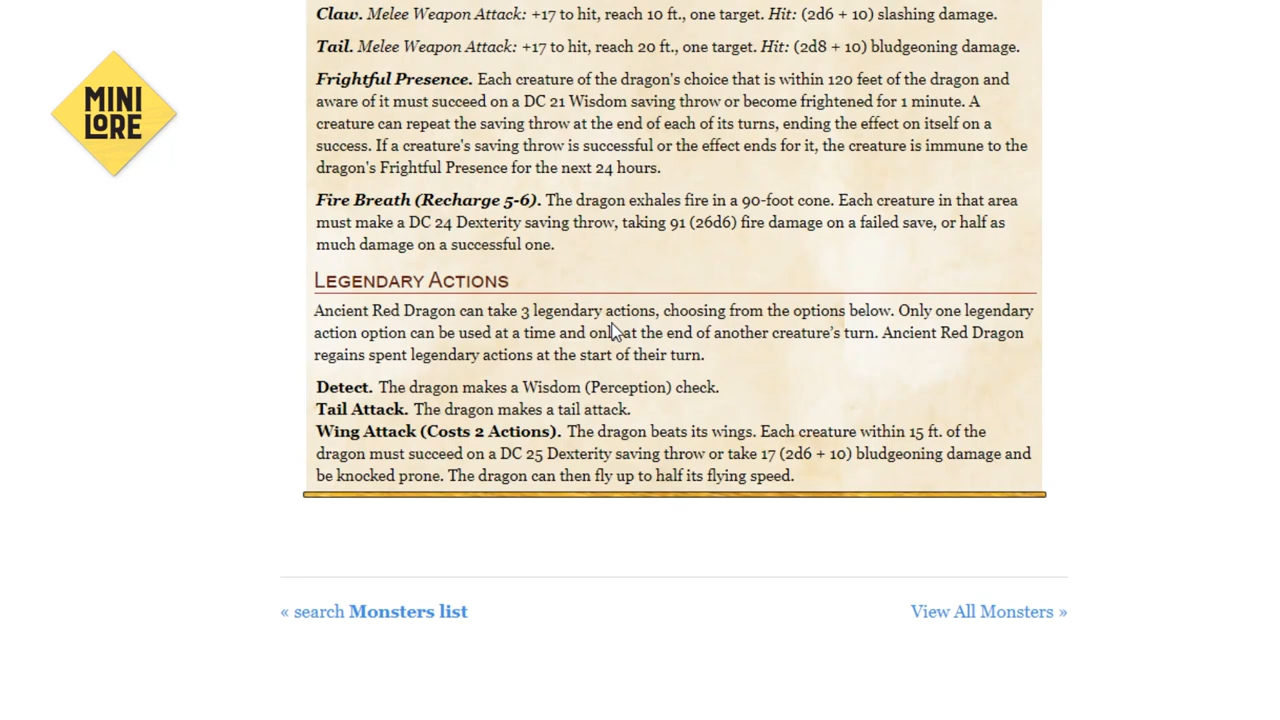 Claw. Melee Weapon Attack: +17 to hit, reach 10 ft., one target. Hit: (2d6 + 10) slashing damage.
Tail. Melee Weapon Attack: +17 to hit, reach 20 ft., one target. Hit: (2d8 + 10) bludgeoning damage.
MINI
LORE
Frightful Presence. Each creature of the dragon's choice that is within 120 feet of the dragon and
aware of it must succeed on a DC 21 Wisdom saving throw or become frightened for 1 minute. A
creature can repeat the saving throw at the end of each of its turns, ending the effect on itself on a
success. If a creature's saving throw is successful or the effect ends for it, the creature is immune to the
dragon's Frightful Presence for the next 24 hours.
Fire Breath (Recharge 5-6). The dragon exhales fire in a 90-foot cone. Each creature in that area
must make a DC 24 Dexterity saving throw, taking 91 (26d6) fire damage on a failed save, or half as
much damage on a successful one.
Legendary Actions
Ancient Red Dragon can take 3 legendary actions, choosing from the options below. Only one legendary
action option can be used at a time and only at the end of another creature’s turn. Ancient Red Dragon
regains spent legendary actions at the start of their turn.
Detect. The dragon makes a Wisdom (Perception) check.
Tail Attack. The dragon makes a tail attack.
Wing Attack (Costs 2 Actions). The dragon beats its wings. Each creature within 15 ft. of the
dragon must succeed on a DC 25 Dexterity saving throw or take 17 (2d6 + 10) bludgeoning damage and
be knocked prone. The dragon can then fly up to half its flying speed.
« search Monsters list
View All Monsters »